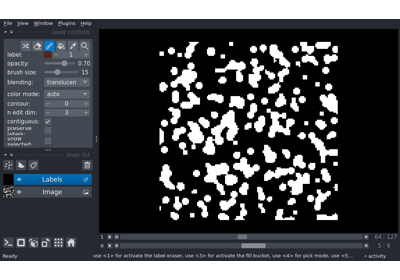 File View Window Plugins Help
layer controls
label: 1
opacity: 0.70
brush size: 15
blending: translucen
color mode: auto
contour: 0
n edit dim: 3
contiguous:
preserve
labels:
show
selected:
layer list
Labels
Image
1 64 127
0 5 9
Ready use <1> for activate the label eraser, use <3> for activate the fill bucket, use <4> for pick mode, use <5... activity